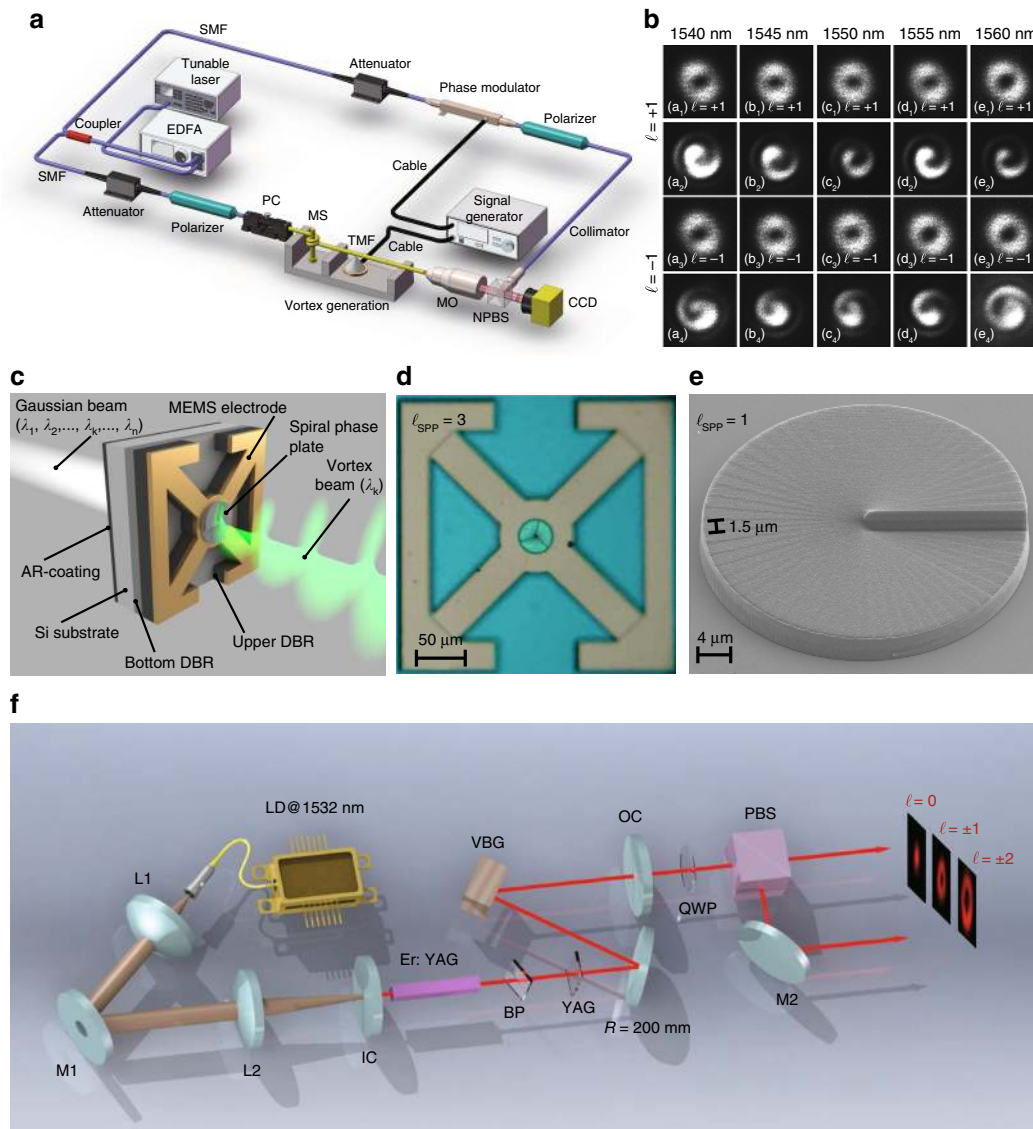 a
SMF
Tunable
laser
Attenuator
Phase modulator
Coupler
EDFA
Polarizer
Cable
SMF
Signal
generator
Attenuator
PC
MS
Polarizer
TMF
Cable
Collimator
Vortex generation
MO
NPBS
CCD
b
1540 nm 1545 nm 1550 nm 1555 nm 1560 nm
ℓ = +1
(a₁) ℓ = +1 (b₁) ℓ = +1 (c₁) ℓ = +1 (d₁) ℓ = +1 (e₁) ℓ = +1
(a₂) (b₂) (c₂) (d₂) (e₂)
ℓ = −1
(a₃) ℓ = −1 (b₃) ℓ = −1 (c₃) ℓ = −1 (d₃) ℓ = −1 (e₃) ℓ = −1
(a₄) (b₄) (c₄) (d₄) (e₄)
c
Gaussian beam
(λ₁, λ₂,..., λₖ,..., λₙ)
MEMS electrode
Spiral phase
plate
Vortex
beam (λₖ)
AR-coating
Si substrate
Bottom DBR
Upper DBR
d
ℓSPP = 3
50 μm
e
ℓSPP = 1
1.5 μm
4 μm
f
LD@1532 nm
L1
VBG
OC
PBS
ℓ = 0
ℓ = ±1
ℓ = ±2
QWP
Er: YAG
BP
YAG
M2
R = 200 mm
M1
L2
IC